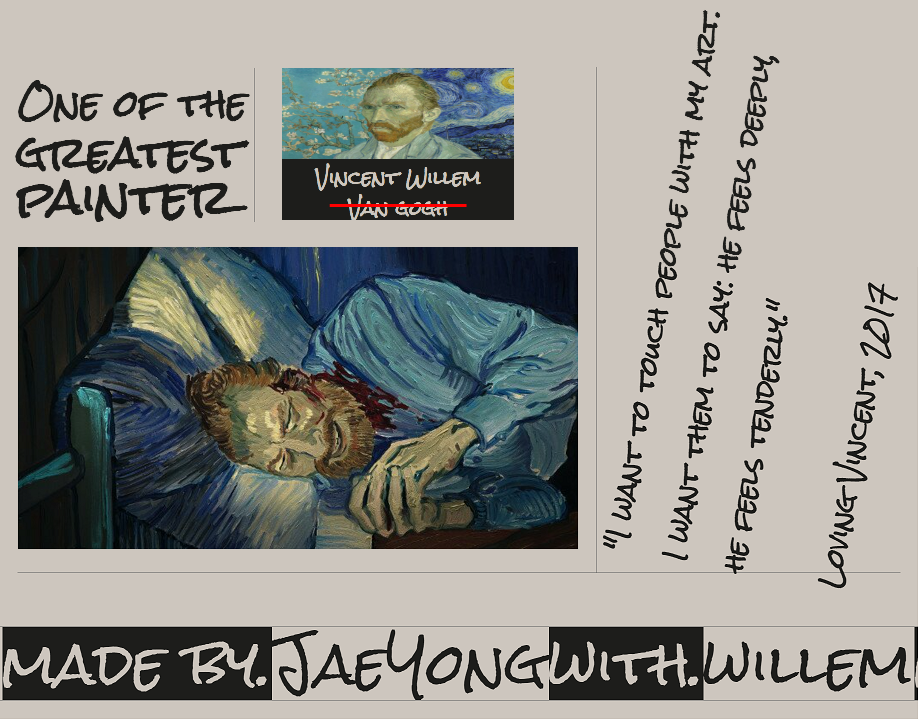 One of the
greatest
painter
Vincent Willem
Van gogh
"I want to touch people with my art.
I want them to say: he feels deeply,
he feels tenderly."
Loving Vincent, 2017
made by. JaeYong with. willem